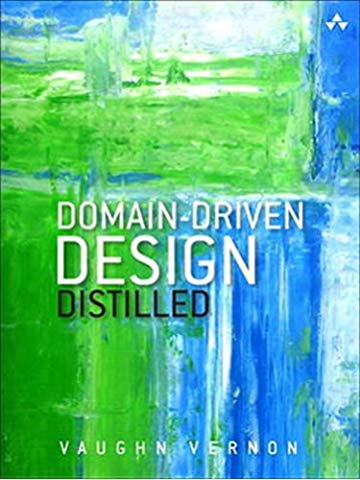 DOMAIN-DRIVEN
DESIGN
DISTILLED
VAUGHN VERNON